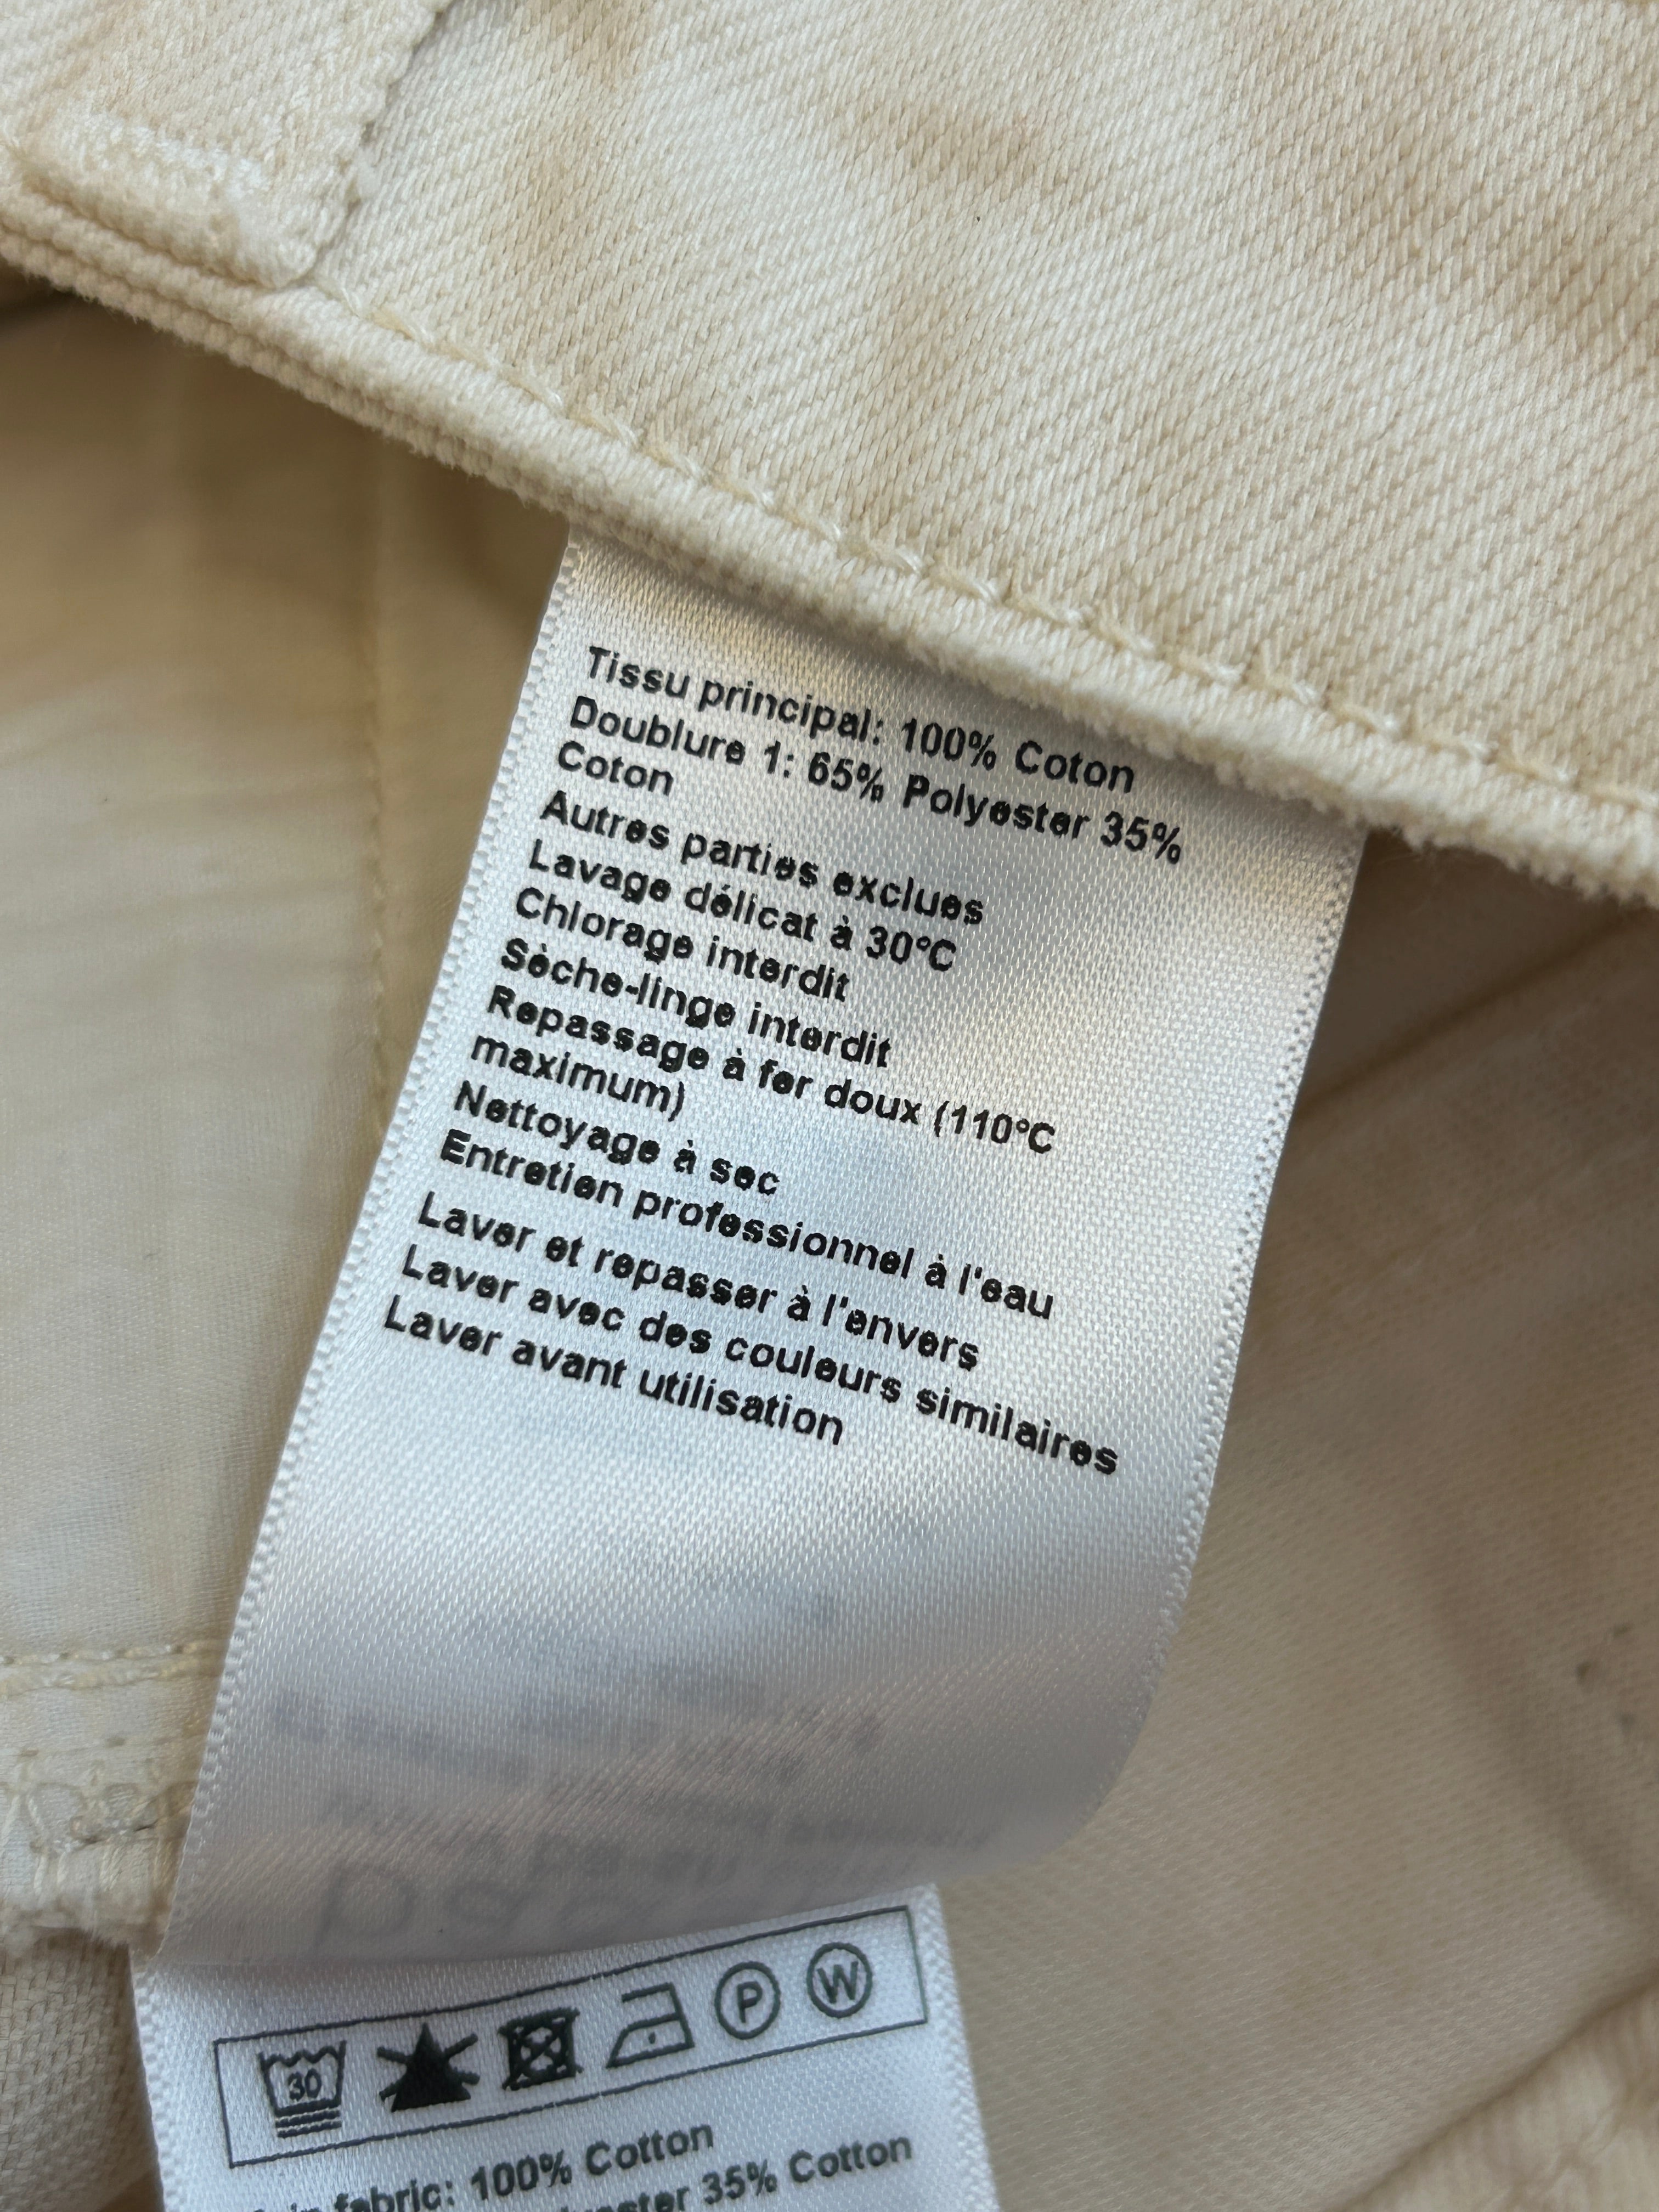 Tissu principal: 100% Coton
Doublure 1: 65% Polyester 35%
Coton
Autres parties exclues
Lavage délicat à 30°C
Chlorage interdit
Sèche-linge interdit
Repassage à fer doux (110°C
maximum)
Nettoyage à sec
Entretien professionnel à l'eau
Laver et repasser à l'envers
Laver avec des couleurs similaires
Laver avant utilisation
30 P W
fabric: 100% Cotton
35% Cotton